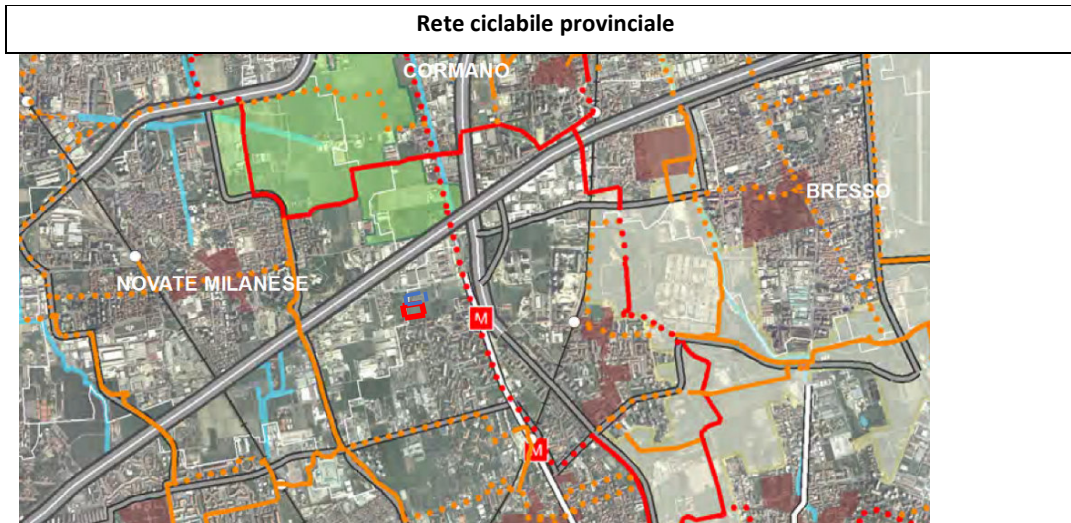 Rete ciclabile provinciale
CORMANO
BRESSO
NOVATE MILANESE
M
M